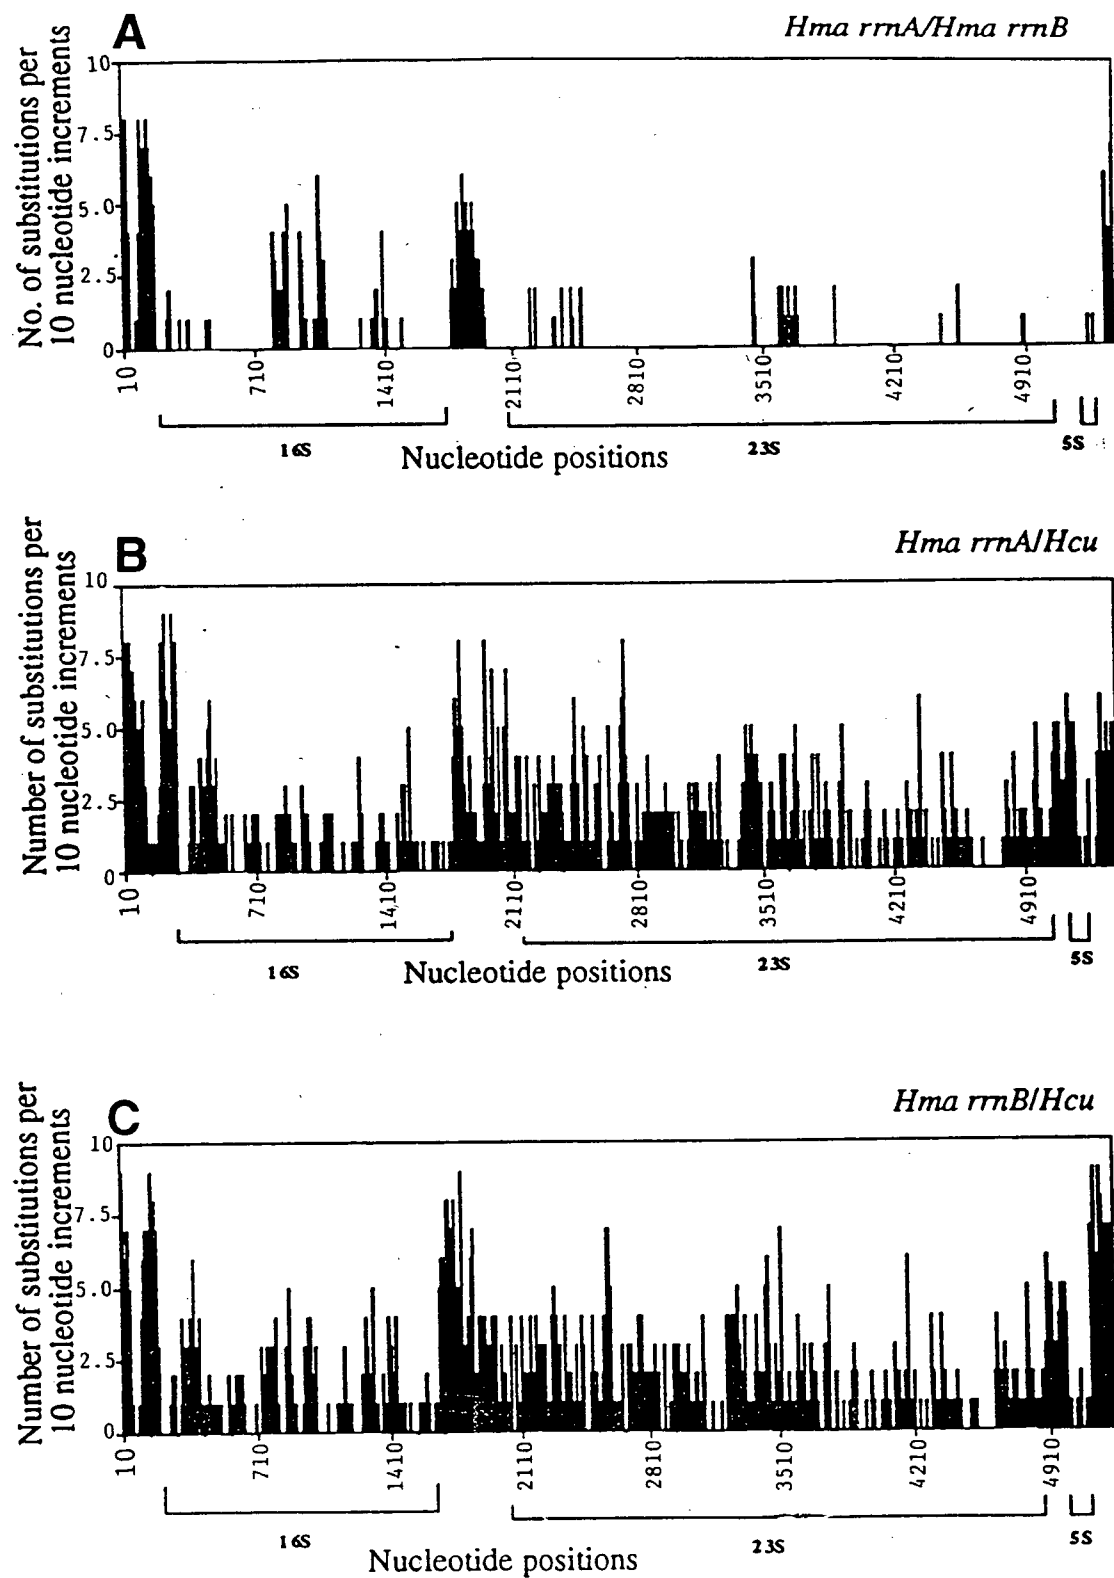 A
Hma rrnA/Hma rrnB
No. of substitutions per
10 nucleotide increments
10
7.5
5.0
2.5
0
10 710 1410 2110 2810 3510 4210 4910
16S 23S 5S
Nucleotide positions
B
Hma rrnA/Hcu
Number of substitutions per
10 nucleotide increments
10
7.5
5.0
2.5
0
10 710 1410 2110 2810 3510 4210 4910
16S 23S 5S
Nucleotide positions
C
Hma rrnB/Hcu
Number of substitutions per
10 nucleotide increments
10
7.5
5.0
2.5
0
10 710 1410 2110 2810 3510 4210 4910
16S 23S 5S
Nucleotide positions